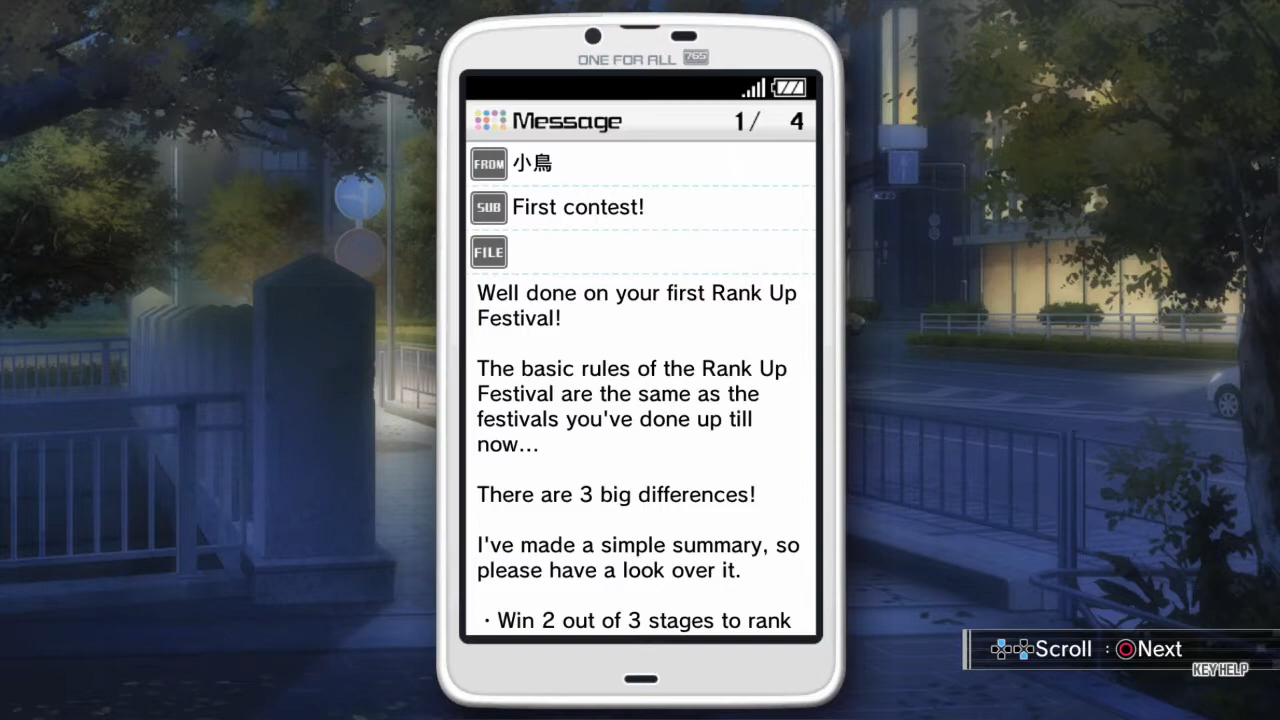 ONE FOR ALL 765
Message 1/ 4
FROM 小鳥
SUB First contest!
FILE
Well done on your first Rank Up
Festival!
The basic rules of the Rank Up
Festival are the same as the
festivals you've done up till
now...
There are 3 big differences!
I've made a simple summary, so
please have a look over it.
・Win 2 out of 3 stages to rank
Scroll : Next
KEY HELP